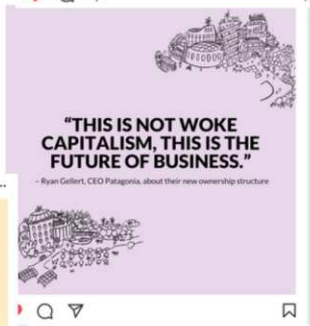 “THIS IS NOT WOKE
CAPITALISM, THIS IS THE
FUTURE OF BUSINESS.”
– Ryan Gellert, CEO Patagonia, about their new ownership structure